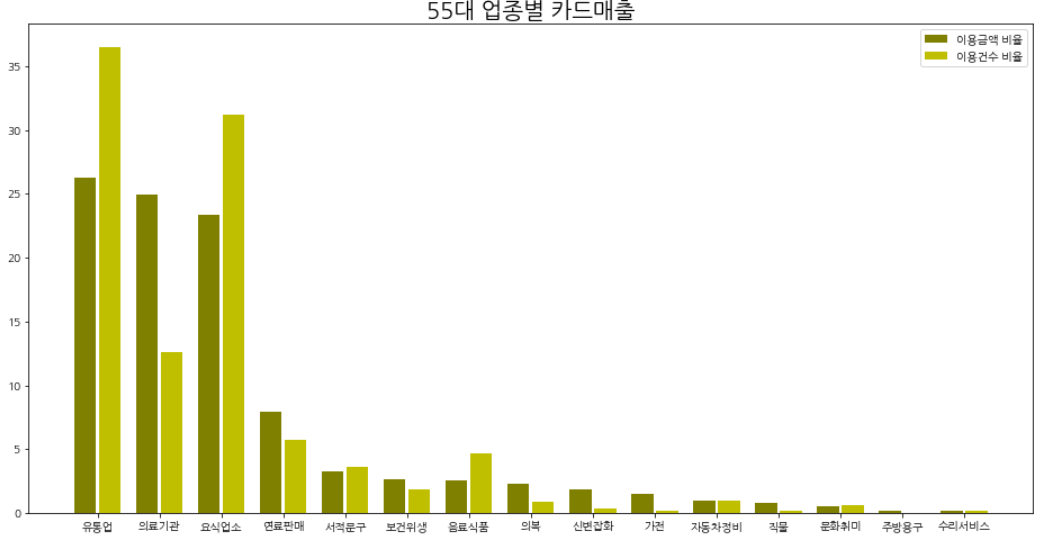 55대 업종별 카드매출
이용금액 비율
이용건수 비율
35
30
25
20
15
10
5
0
유통업 의료기관 요식업소 연료판매 서적문구 보건위생 음료식품 의복 신변잡화 가전 자동차정비 직물 문화취미 주방용구 수리서비스